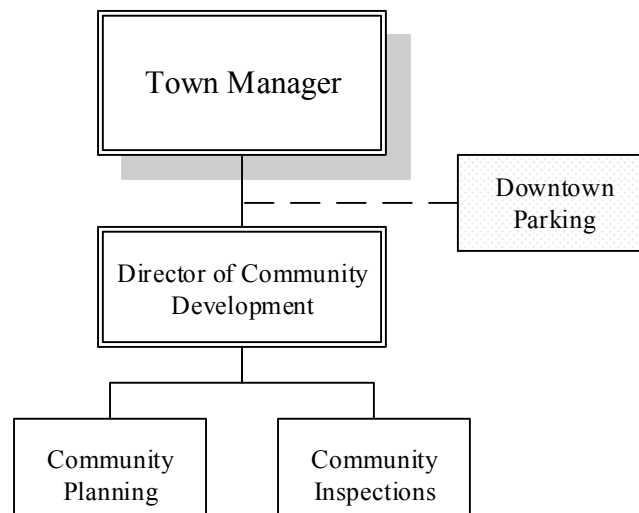 Town Manager
Downtown
Parking
Director of Community
Development
Community
Planning
Community
Inspections